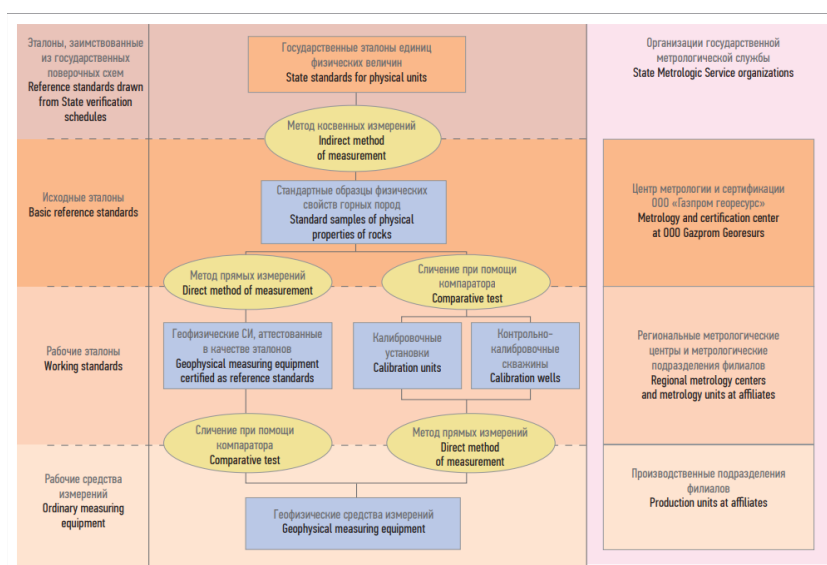 Эталоны, заимствованные
из государственных
поверочных схем
Reference standards drawn
from State verification
schedules
Государственные эталоны единиц
физических величин
State standards for physical units
Организации государственной
метрологической службы
State Metrologic Service organizations
Метод косвенных измерений
Indirect method
of measurement
Исходные эталоны
Basic reference standards
Стандартные образцы физических
свойств горных пород
Standard samples of physical
properties of rocks
Центр метрологии и сертификации
ООО «Газпром георесурс»
Metrology and certification center
at OOO Gazprom Georesurs
Метод прямых измерений
Direct method of measurement
Сличение при помощи
компаратора
Comparative test
Рабочие эталоны
Working standards
Геофизические СИ, аттестованные
в качестве эталонов
Geophysical measuring equipment
certified as reference standards
Калибровочные
установки
Calibration units
Контрольно-
калибровочные
скважины
Calibration wells
Региональные метрологические
центры и метрологические
подразделения филиалов
Regional metrology centers
and metrology units at affiliates
Сличение при помощи
компаратора
Comparative test
Метод прямых измерений
Direct method
of measurement
Рабочие средства
измерений
Ordinary measuring
equipment
Геофизические средства измерений
Geophysical measuring equipment
Производственные подразделения
филиалов
Production units at affiliates